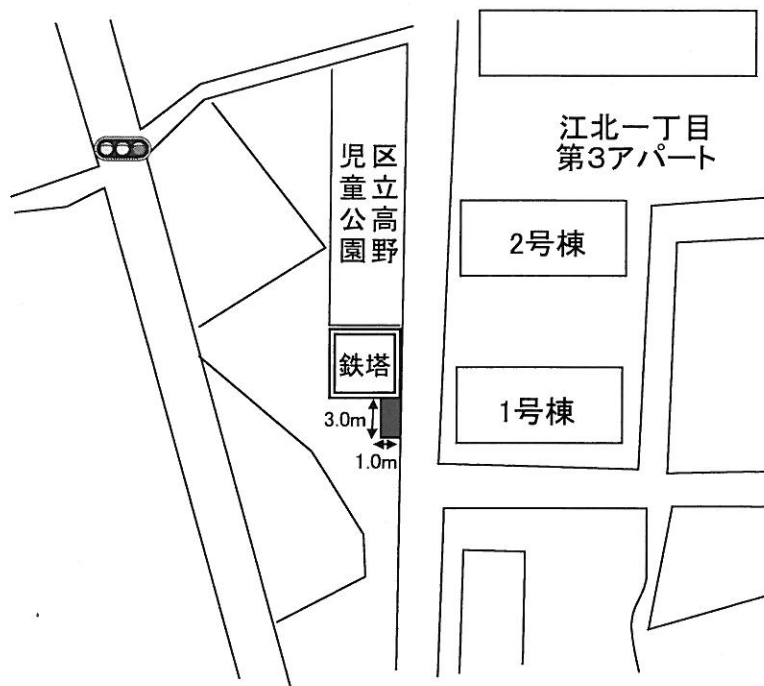 江北一丁目
第3アパート
区立高野
児童公園
2号棟
鉄塔
1号棟
3.0m
1.0m